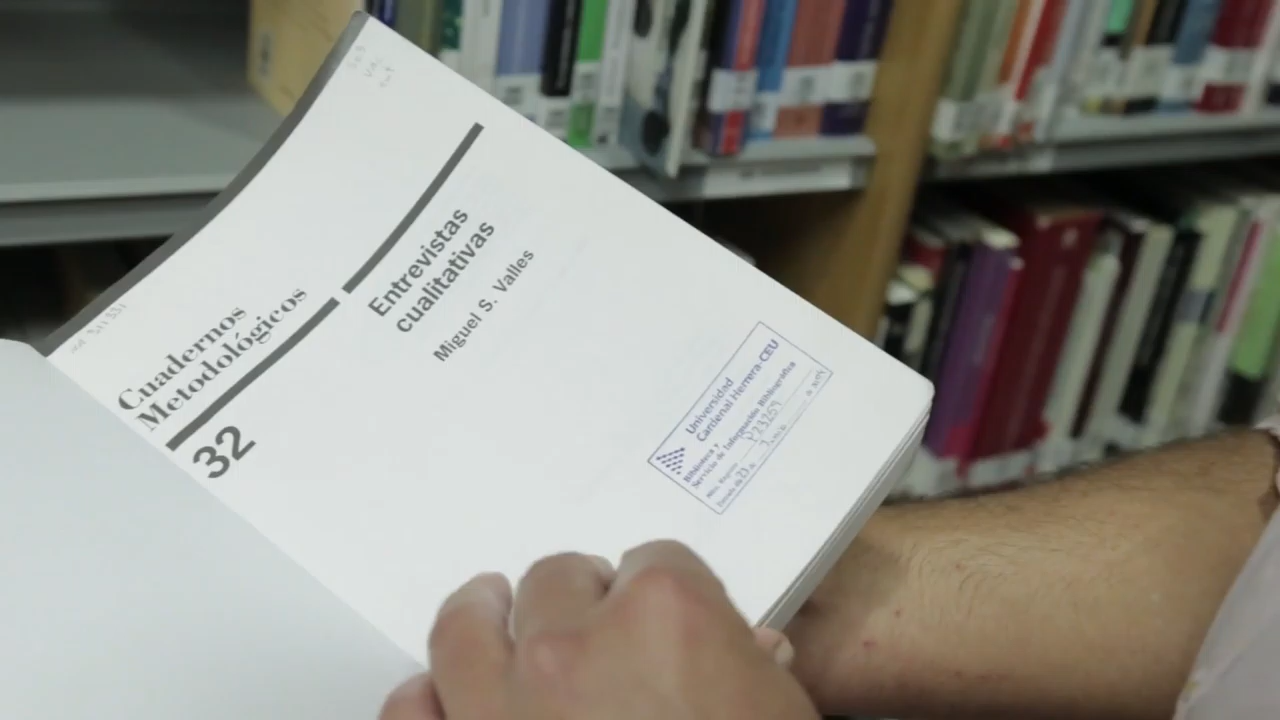 Cuadernos
Metodológicos
32
Entrevistas
cualitativas
Miguel S. Valles
Universidad
Cardenal Herrera-CEU
Biblioteca y
Servicio de Información Bibliográfica